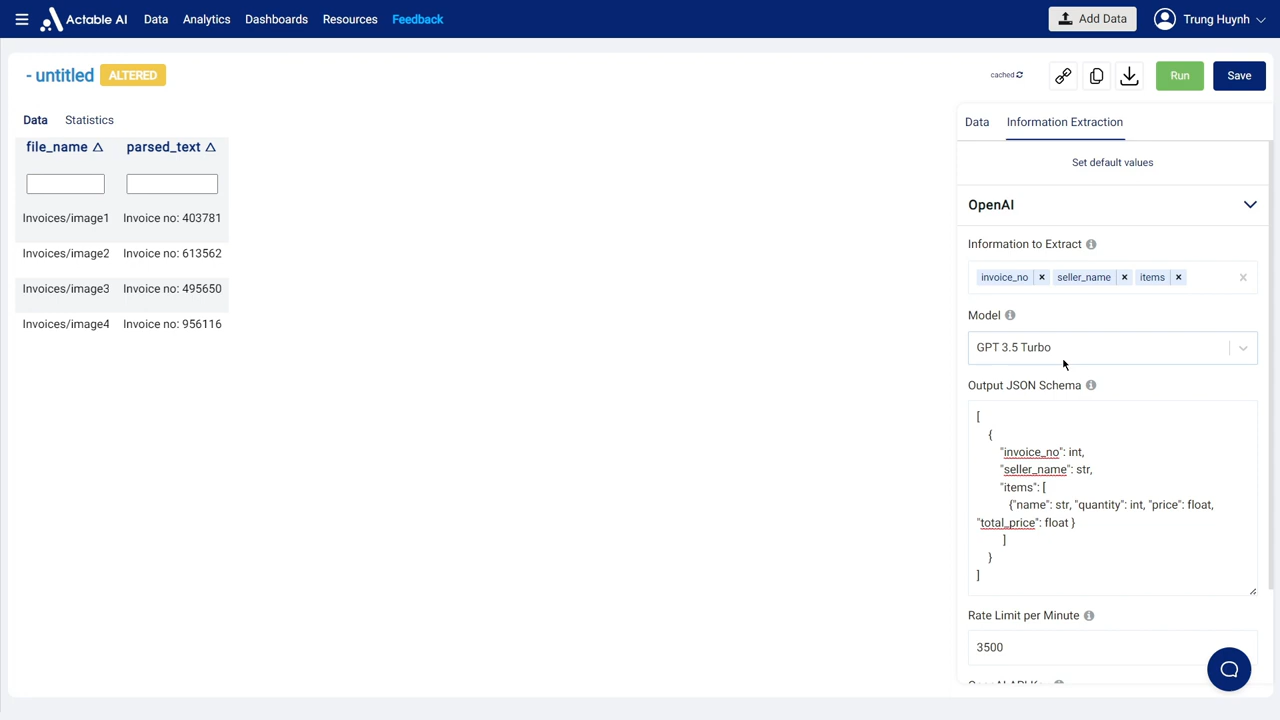 Actable AI Data Analytics Dashboards Resources Feedback Add Data Trung Huynh
- untitled ALTERED
cached Run Save
Data Statistics
file_name parsed_text
Invoices/image1 Invoice no: 403781
Invoices/image2 Invoice no: 613562
Invoices/image3 Invoice no: 495650
Invoices/image4 Invoice no: 956116
Data Information Extraction
Set default values
OpenAI
Information to Extract
invoice_no × seller_name × items ×
Model
GPT 3.5 Turbo
Output JSON Schema
[
{
"invoice_no": int,
"seller_name": str,
"items": [
{"name": str, "quantity": int, "price": float,
"total_price": float }
]
}
]
Rate Limit per Minute
3500